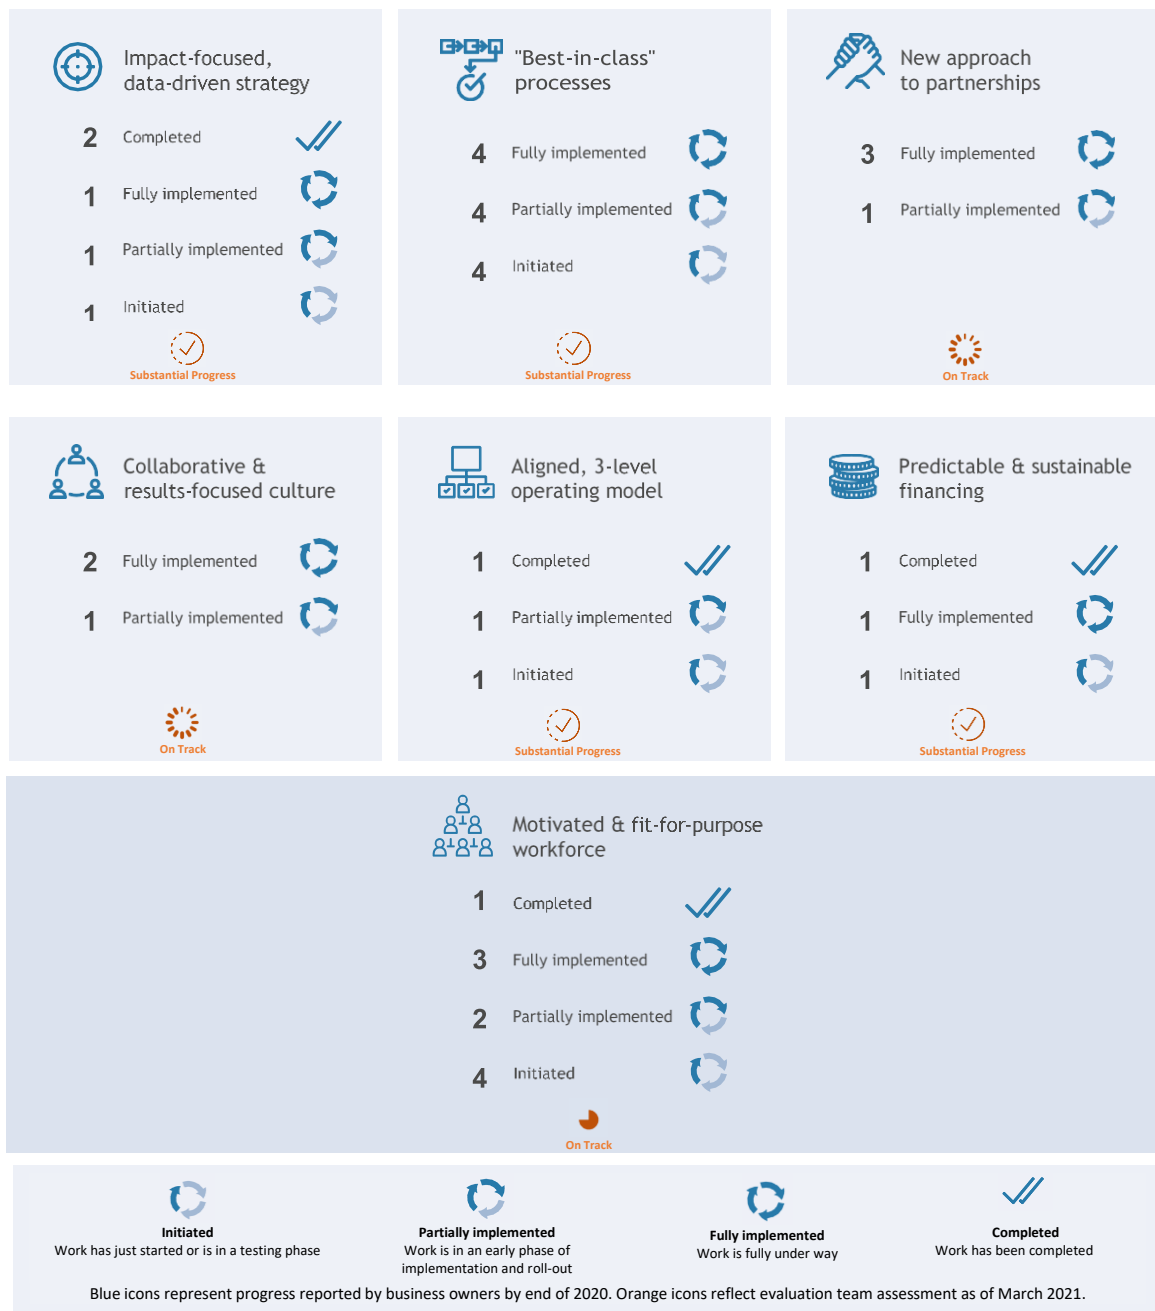 Impact-focused,
data-driven strategy
2 Completed
1 Fully implemented
1 Partially implemented
1 Initiated
Substantial Progress
"Best-in-class"
processes
4 Fully implemented
4 Partially implemented
4 Initiated
Substantial Progress
New approach
to partnerships
3 Fully implemented
1 Partially implemented
On Track
Collaborative &
results-focused culture
2 Fully implemented
1 Partially implemented
On Track
Aligned, 3-level
operating model
1 Completed
1 Partially implemented
1 Initiated
Substantial Progress
Predictable & sustainable
financing
1 Completed
1 Fully implemented
1 Initiated
Substantial Progress
Motivated & fit-for-purpose
workforce
1 Completed
3 Fully implemented
2 Partially implemented
4 Initiated
On Track
Initiated
Work has just started or is in a testing phase
Partially implemented
Work is in an early phase of
implementation and roll-out
Fully implemented
Work is fully under way
Completed
Work has been completed
Blue icons represent progress reported by business owners by end of 2020. Orange icons reflect evaluation team assessment as of March 2021.